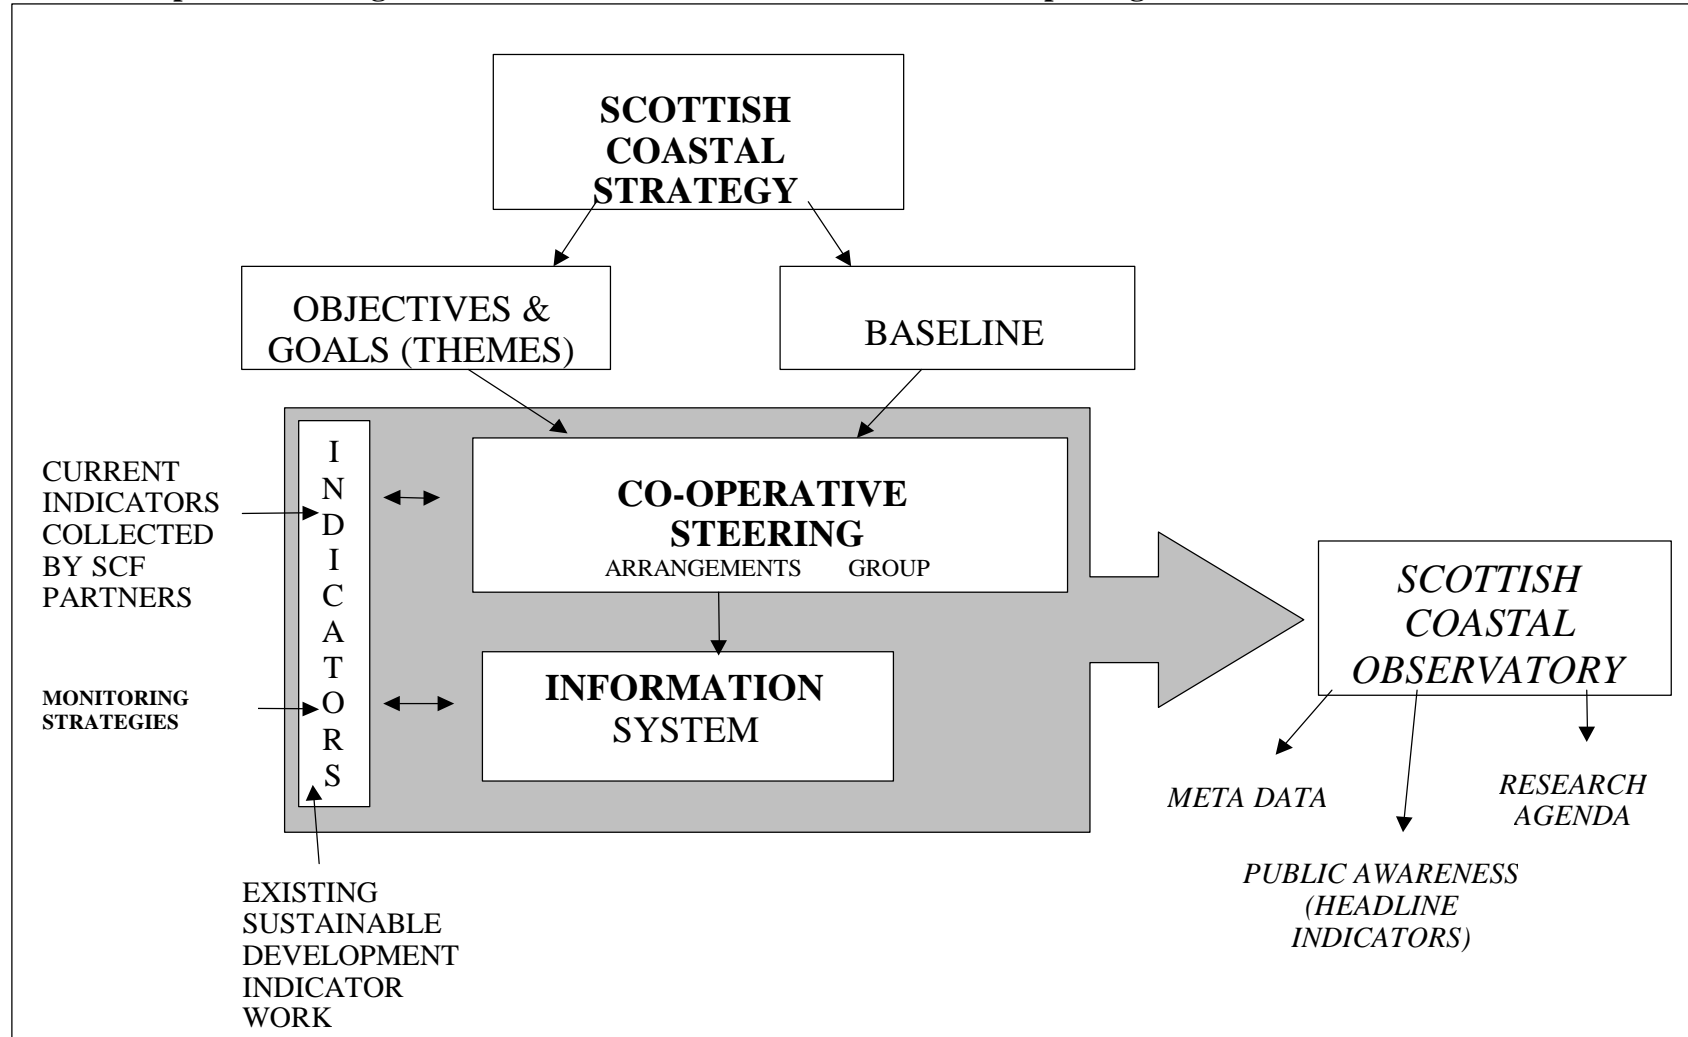 SCOTTISH
COASTAL
STRATEGY
OBJECTIVES &
GOALS (THEMES)
BASELINE
CURRENT
INDICATORS
COLLECTED
BY SCF
PARTNERS
MONITORING
STRATEGIES
I
N
D
I
C
A
T
O
R
S
CO-OPERATIVE
STEERING
ARRANGEMENTS GROUP
INFORMATION
SYSTEM
EXISTING
SUSTAINABLE
DEVELOPMENT
INDICATOR
WORK
SCOTTISH
COASTAL
OBSERVATORY
META DATA
PUBLIC AWARENESS
(HEADLINE
INDICATORS)
RESEARCH
AGENDA